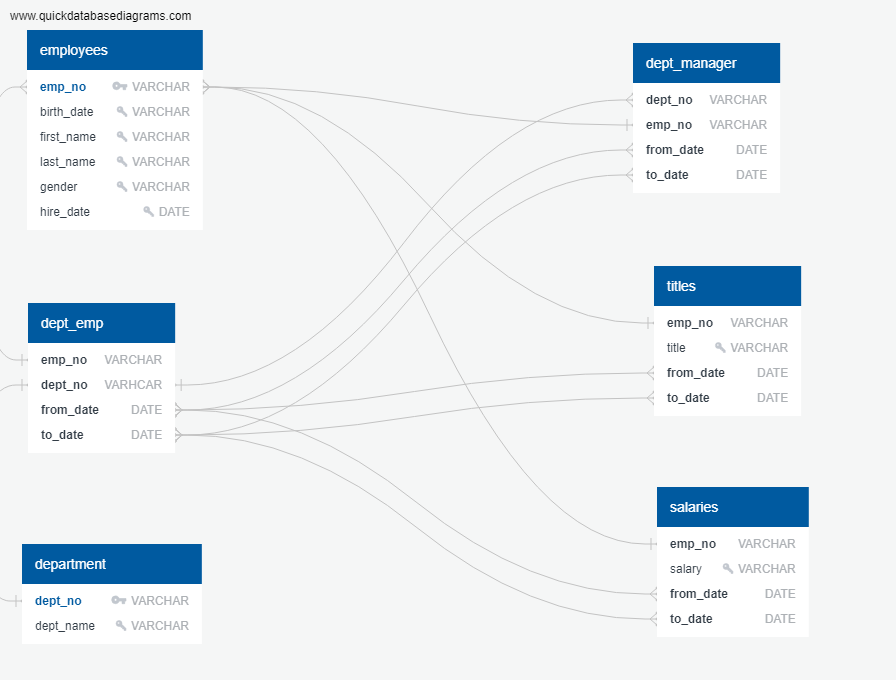 www.quickdatabasediagrams.com
employees
emp_no VARCHAR
birth_date VARCHAR
first_name VARCHAR
last_name VARCHAR
gender VARCHAR
hire_date DATE
dept_emp
emp_no VARCHAR
dept_no VARHCAR
from_date DATE
to_date DATE
department
dept_no VARCHAR
dept_name VARCHAR
dept_manager
dept_no VARCHAR
emp_no VARCHAR
from_date DATE
to_date DATE
titles
emp_no VARCHAR
title VARCHAR
from_date DATE
to_date DATE
salaries
emp_no VARCHAR
salary VARCHAR
from_date DATE
to_date DATE